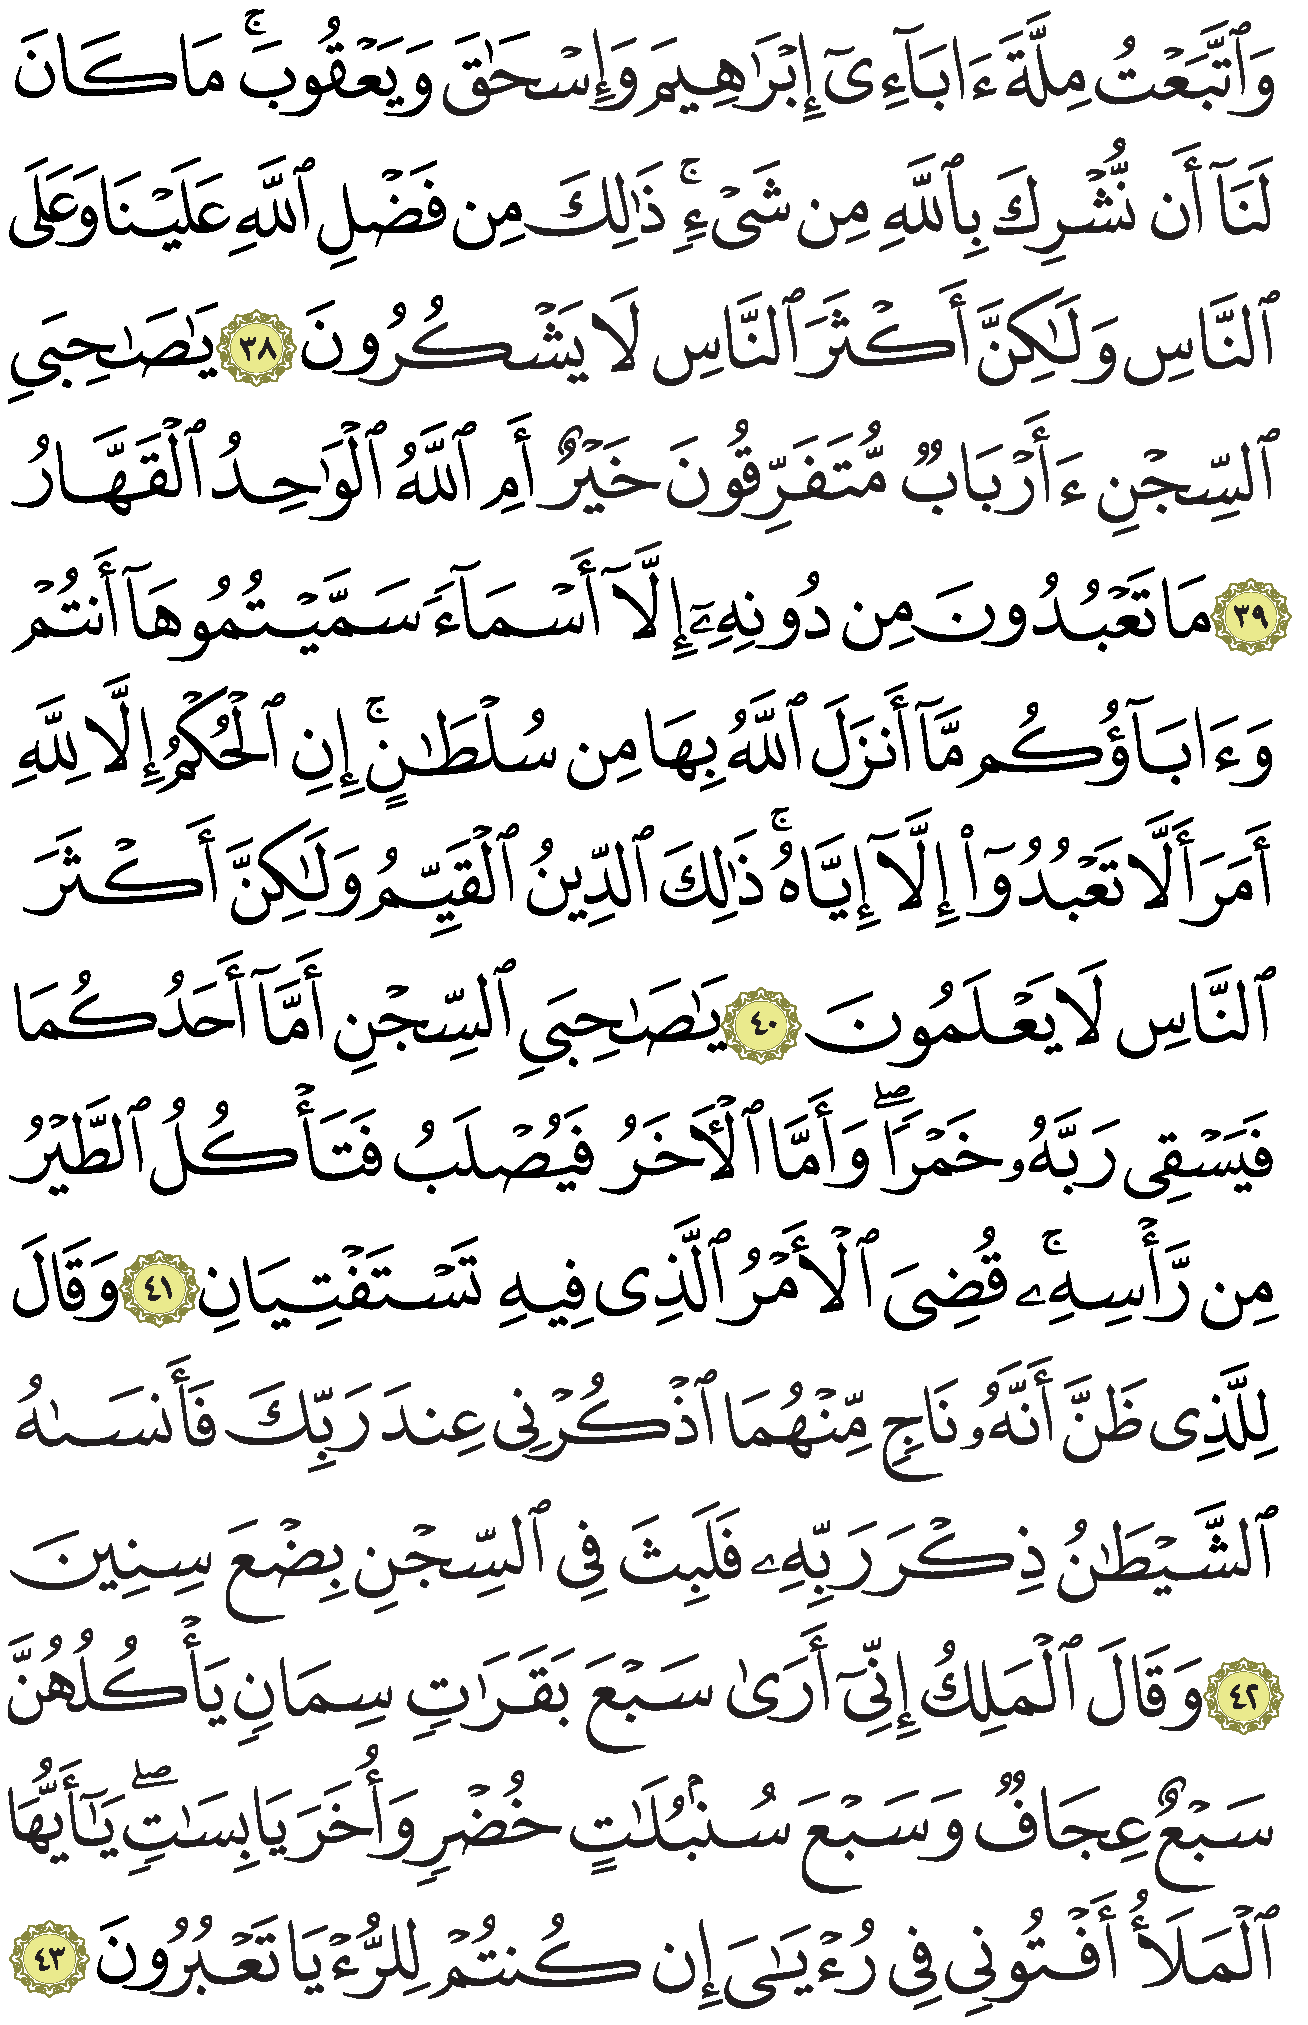 وَٱتَّبَعْتُ مِلَّةَ ءَابَآءِىٓ إِبْرَٰهِيمَ وَإِسْحَٰقَ وَيَعْقُوبَ ۚ مَا كَانَ
لَنَآ أَن نُّشْرِكَ بِٱللَّهِ مِن شَىْءٍ ۚ ذَٰلِكَ مِن فَضْلِ ٱللَّهِ عَلَيْنَا وَعَلَى
ٱلنَّاسِ وَلَٰكِنَّ أَكْثَرَ ٱلنَّاسِ لَا يَشْكُرُونَ ٣٨ يَٰصَٰحِبَىِ
ٱلسِّجْنِ ءَأَرْبَابٌ مُّتَفَرِّقُونَ خَيْرٌ أَمِ ٱللَّهُ ٱلْوَٰحِدُ ٱلْقَهَّارُ
٣٩ مَا تَعْبُدُونَ مِن دُونِهِۦٓ إِلَّآ أَسْمَآءً سَمَّيْتُمُوهَآ أَنتُمْ
وَءَابَآؤُكُم مَّآ أَنزَلَ ٱللَّهُ بِهَا مِن سُلْطَٰنٍ ۚ إِنِ ٱلْحُكْمُ إِلَّا لِلَّهِ
أَمَرَ أَلَّا تَعْبُدُوٓا۟ إِلَّآ إِيَّاهُ ۚ ذَٰلِكَ ٱلدِّينُ ٱلْقَيِّمُ وَلَٰكِنَّ أَكْثَرَ
ٱلنَّاسِ لَا يَعْلَمُونَ ٤٠ يَٰصَٰحِبَىِ ٱلسِّجْنِ أَمَّآ أَحَدُكُمَا
فَيَسْقِى رَبَّهُۥ خَمْرًا ۖ وَأَمَّا ٱلْءَاخَرُ فَيُصْلَبُ فَتَأْكُلُ ٱلطَّيْرُ
مِن رَّأْسِهِۦ ۚ قُضِىَ ٱلْأَمْرُ ٱلَّذِى فِيهِ تَسْتَفْتِيَانِ ٤١ وَقَالَ
لِلَّذِى ظَنَّ أَنَّهُۥ نَاجٍ مِّنْهُمَا ٱذْكُرْنِى عِندَ رَبِّكَ فَأَنسَىٰهُ
ٱلشَّيْطَٰنُ ذِكْرَ رَبِّهِۦ فَلَبِثَ فِى ٱلسِّجْنِ بِضْعَ سِنِينَ
٤٢ وَقَالَ ٱلْمَلِكُ إِنِّىٓ أَرَىٰ سَبْعَ بَقَرَٰتٍ سِمَانٍ يَأْكُلُهُنَّ
سَبْعٌ عِجَافٌ وَسَبْعَ سُنۢبُلَٰتٍ خُضْرٍ وَأُخَرَ يَابِسَٰتٍ ۖ يَٰٓأَيُّهَا
ٱلْمَلَأُ أَفْتُونِى فِى رُءْيَٰىَ إِن كُنتُمْ لِلرُّءْيَا تَعْبُرُونَ ٤٣